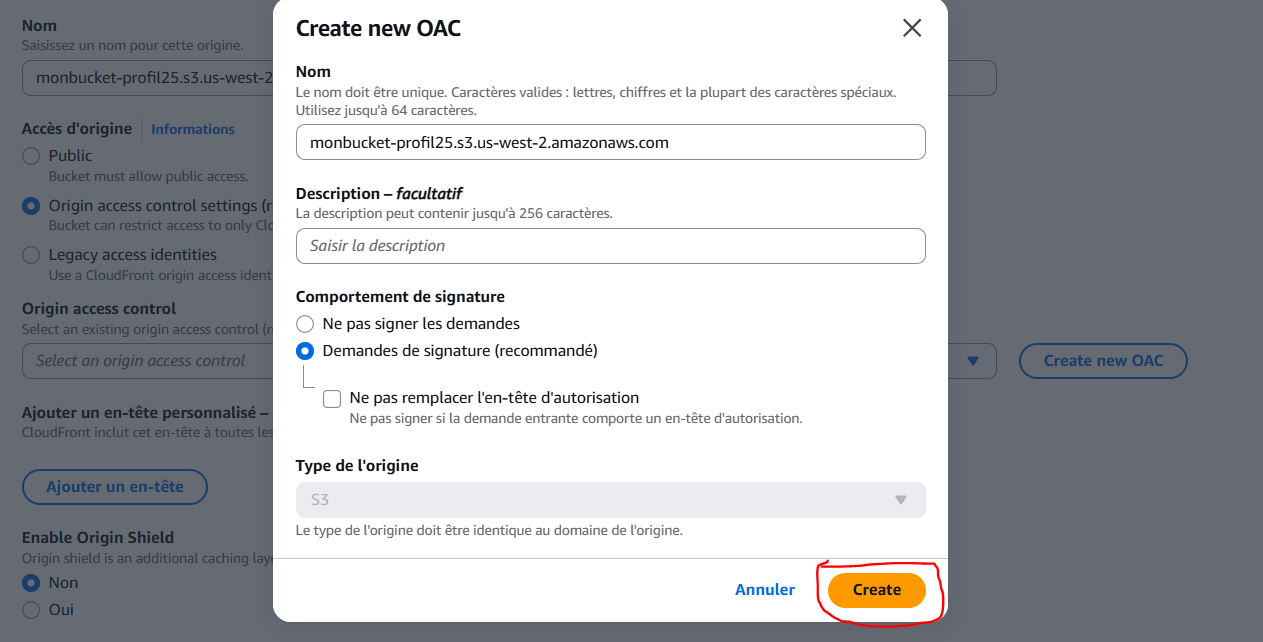 Nom
Saisissez un nom pour cette origine.
monbucket-profil25.s3.us-west-2
Accès d'origine
Informations
Public
Bucket must allow public access.
Origin access control settings
Bucket can restrict access to only
Legacy access identities
Use a CloudFront origin access
Origin access control
Select an existing origin access control
Select an origin access control
Create new OAC
Ajouter un en-tête personnalisé –
CloudFront inclut cet en-tête à toutes les
Ajouter un en-tête
Enable Origin Shield
Origin shield is an additional caching
Non
Oui
Create new OAC
Nom
Le nom doit être unique. Caractères valides : lettres, chiffres et la plupart des caractères spéciaux.
Utilisez jusqu'à 64 caractères.
monbucket-profil25.s3.us-west-2.amazonaws.com
Description – facultatif
La description peut contenir jusqu'à 256 caractères.
Saisir la description
Comportement de signature
Ne pas signer les demandes
Demandes de signature (recommandé)
Ne pas remplacer l'en-tête d'autorisation
Ne pas signer si la demande entrante comporte un en-tête d'autorisation.
Type de l'origine
S3
Le type de l'origine doit être identique au domaine de l'origine.
Annuler
Create